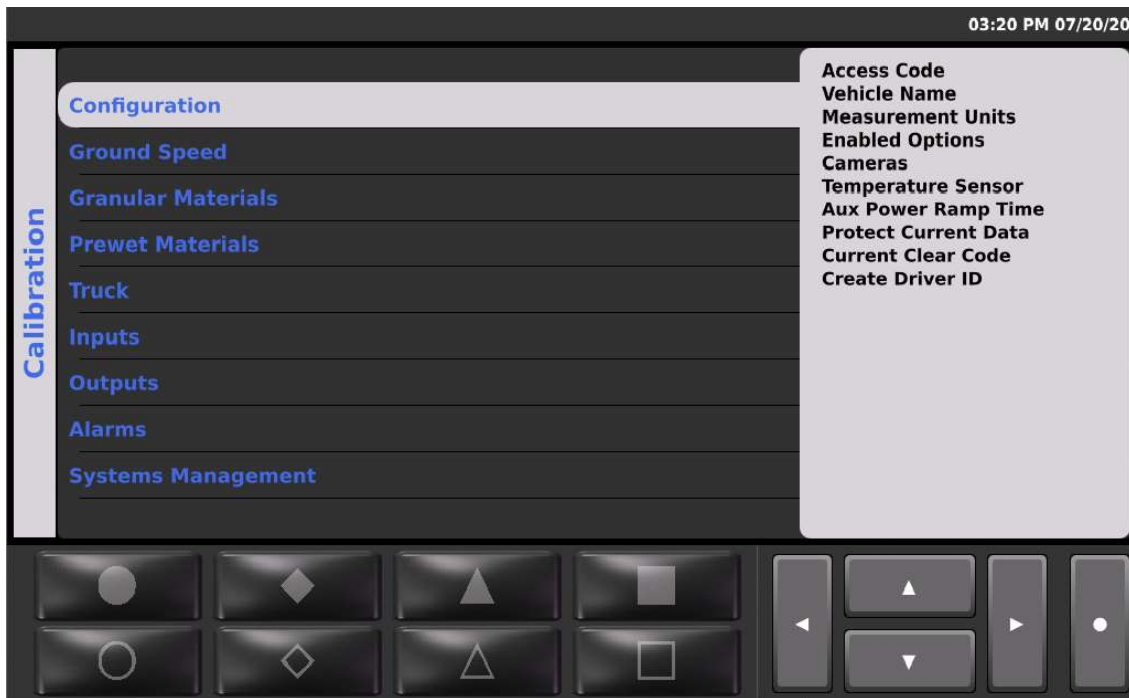 03:20 PM 07/20/20
Calibration
Configuration
Ground Speed
Granular Materials
Prewet Materials
Truck
Inputs
Outputs
Alarms
Systems Management
Access Code
Vehicle Name
Measurement Units
Enabled Options
Cameras
Temperature Sensor
Aux Power Ramp Time
Protect Current Data
Current Clear Code
Create Driver ID